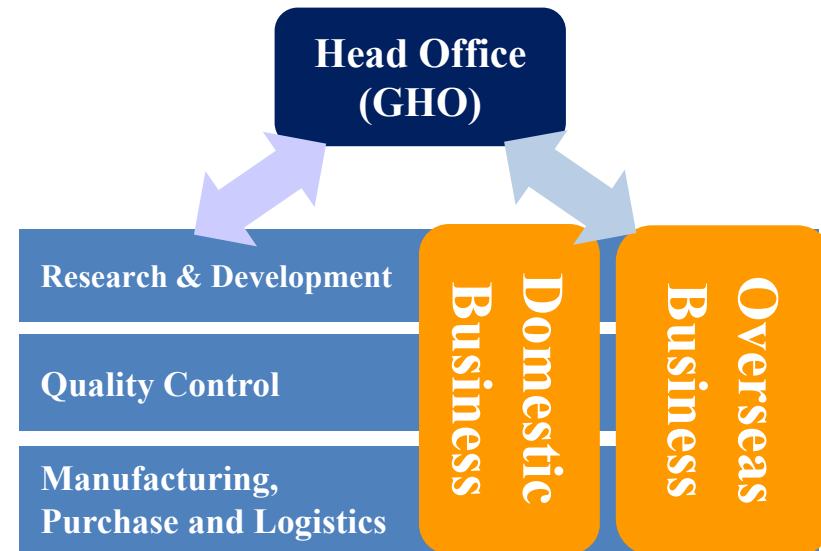 Head Office
(GHO)
Research & Development
Quality Control
Manufacturing,
Purchase and Logistics
Domestic
Business
Overseas
Business